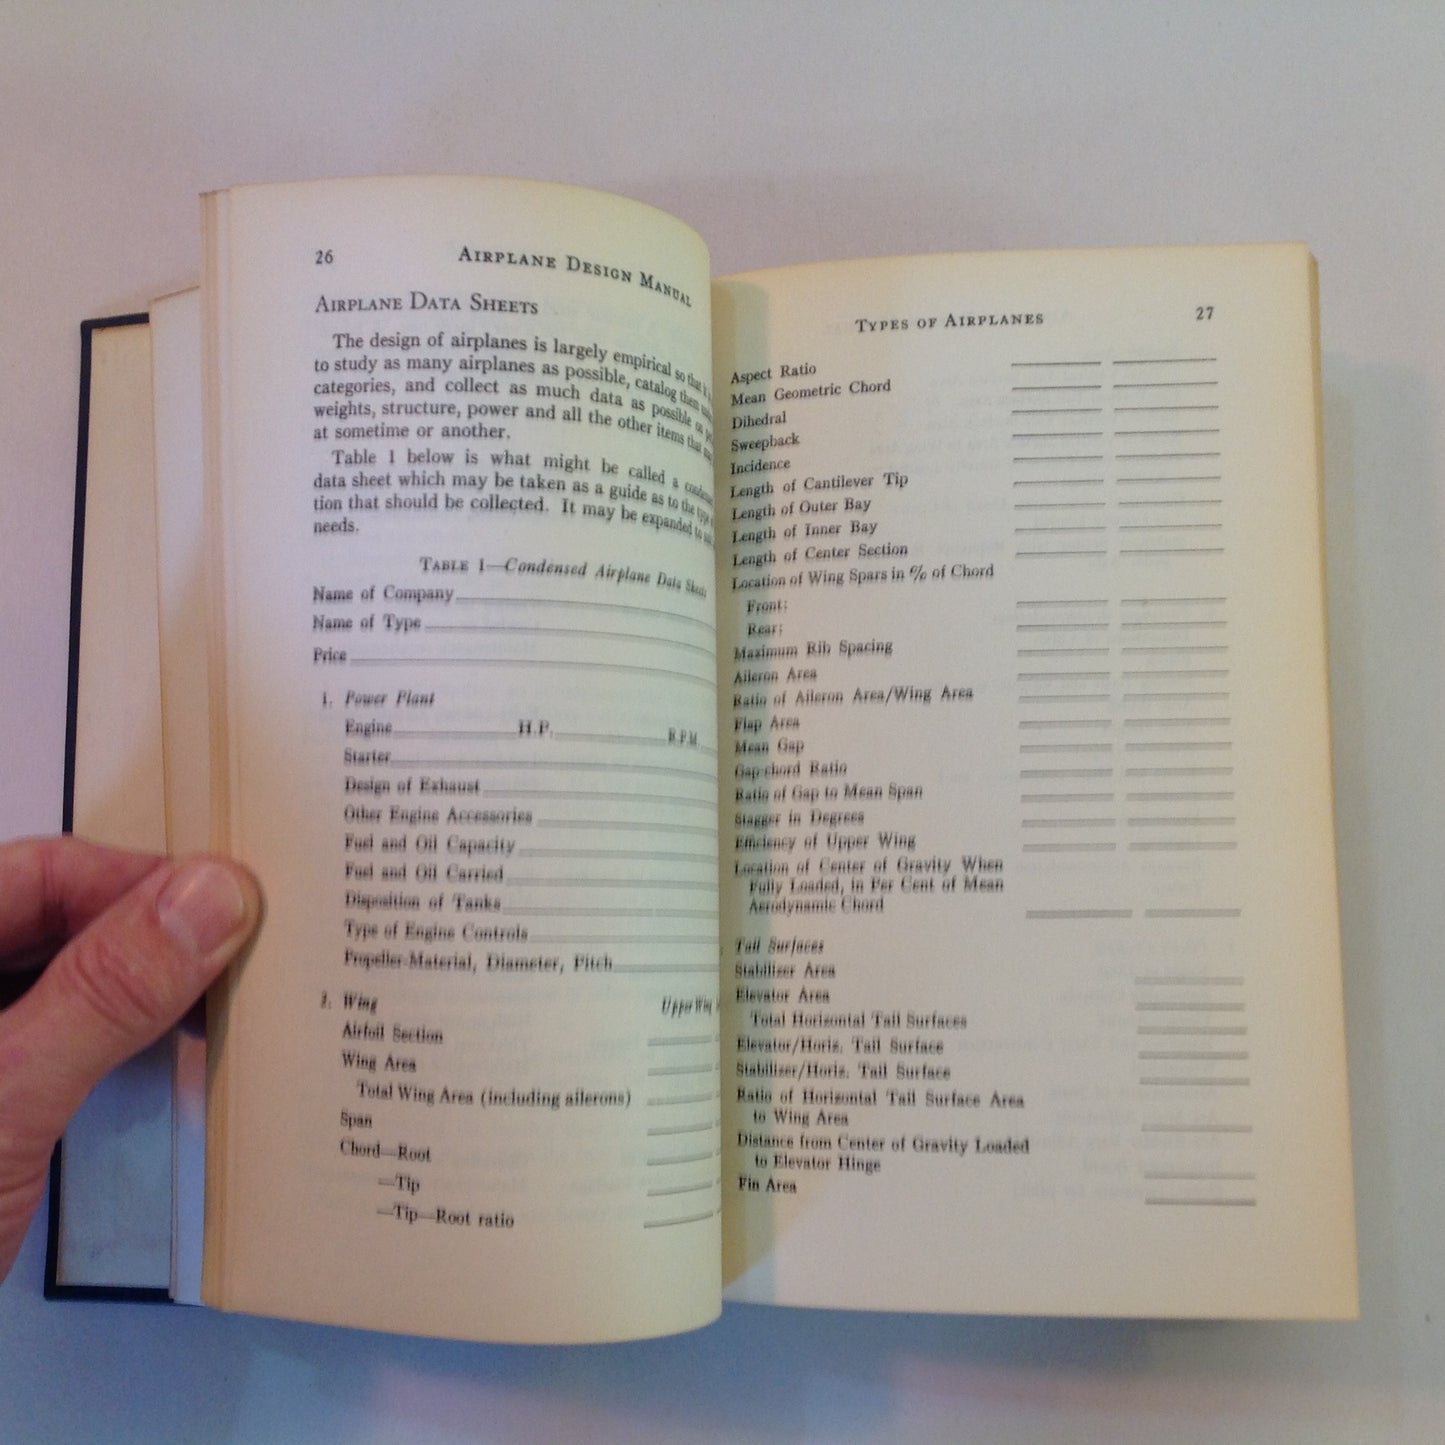 26 AIRPLANE DESIGN MANUAL
AIRPLANE DATA SHEETS
The design of airplanes is largely empirical so that it
to study as many airplanes as possible, catalog them
categories, and collect as much data as possible on
weights, structure, power and all the other items that
at sometime or another.
Table 1 below is what might be called a
data sheet which may be taken as a guide as to the type
tion that should be collected. It may be expanded to
needs.
TABLE 1—Condensed Airplane Data Sheets
Name of Company
Name of Type
Price
1. Power Plant
Engine H.P. R.P.M.
Starter
Design of Exhaust
Other Engine Accessories
Fuel and Oil Capacity
Fuel and Oil Carried
Disposition of Tanks
Type of Engine Controls
Propeller Material, Diameter, Pitch
2. Wing Upper Wing
Airfoil Section
Wing Area
Total Wing Area (including ailerons)
Span
Chord—Root
—Tip
—Tip—Root ratio
TYPES OF AIRPLANES 27
Aspect Ratio
Mean Geometric Chord
Dihedral
Sweepback
Incidence
Length of Cantilever Tip
Length of Outer Bay
Length of Inner Bay
Length of Center Section
Location of Wing Spars in % of Chord
Front:
Rear:
Maximum Rib Spacing
Aileron Area
Ratio of Aileron Area/Wing Area
Flap Area
Mean Gap
Gap-chord Ratio
Ratio of Gap to Mean Span
Stagger in Degrees
Efficiency of Upper Wing
Location of Center of Gravity When
Fully Loaded, in Per Cent of Mean
Aerodynamic Chord
Tail Surfaces
Stabilizer Area
Elevator Area
Total Horizontal Tail Surfaces
Elevator/Horiz. Tail Surface
Stabilizer/Horiz. Tail Surface
Ratio of Horizontal Tail Surface Area
to Wing Area
Distance from Center of Gravity Loaded
to Elevator Hinge
Fin Area